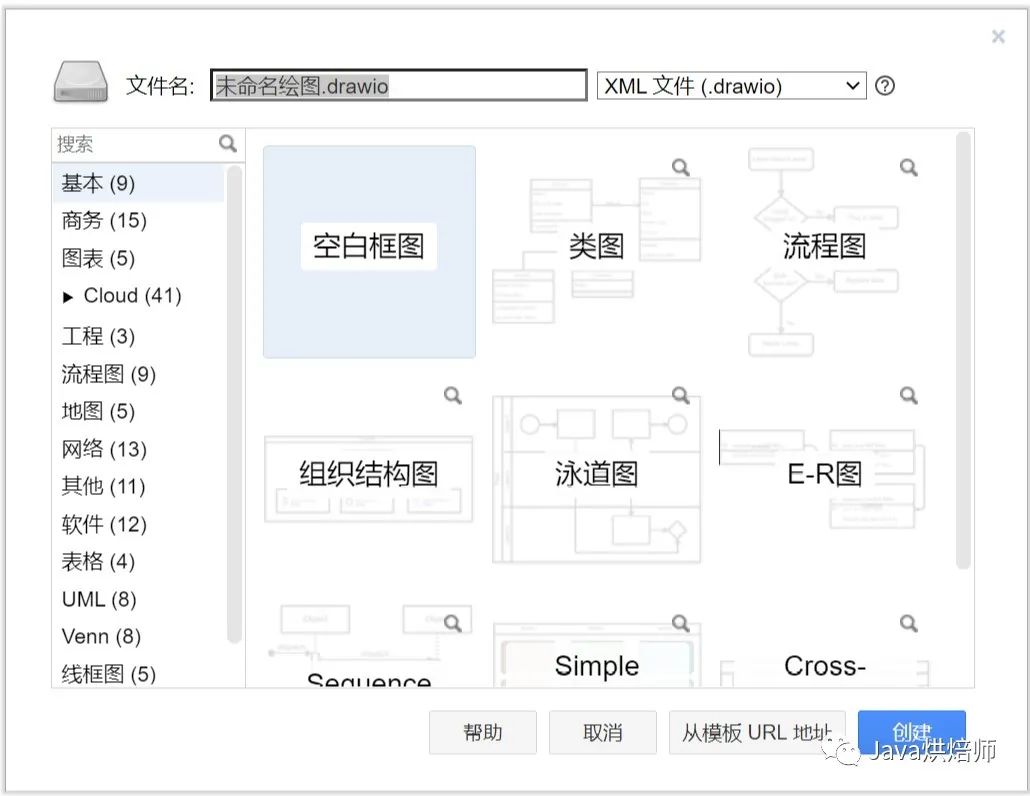 文件名: 未命名绘图.drawio XML 文件 (.drawio)
搜索
基本 (9)
商务 (15)
图表 (5)
Cloud (41)
工程 (3)
流程图 (9)
地图 (5)
网络 (13)
其他 (11)
软件 (12)
表格 (4)
UML (8)
Venn (8)
线框图 (5)
空白框图
类图
流程图
组织结构图
泳道图
E-R图
Sequence
Simple
Cross-
帮助
取消
从模板 URL 地址
创建
Java烘焙师